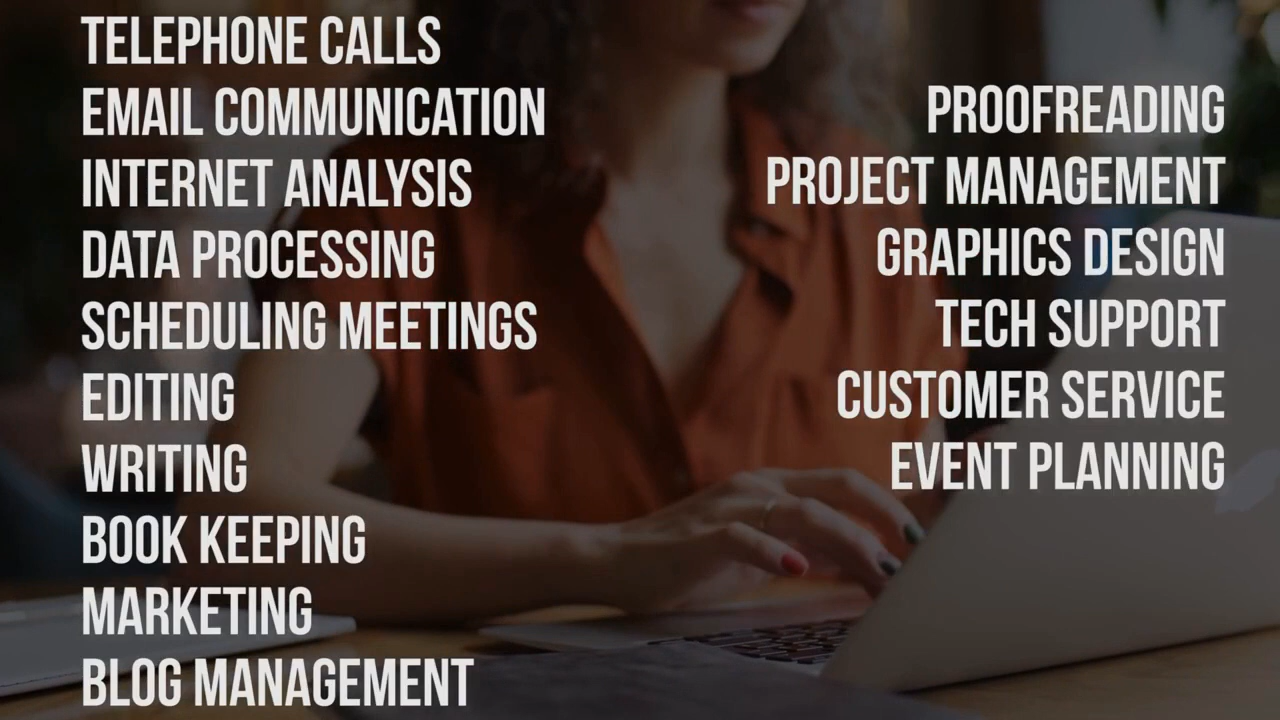 TELEPHONE CALLS
EMAIL COMMUNICATION
INTERNET ANALYSIS
DATA PROCESSING
SCHEDULING MEETINGS
EDITING
WRITING
BOOK KEEPING
MARKETING
BLOG MANAGEMENT
PROOFREADING
PROJECT MANAGEMENT
GRAPHICS DESIGN
TECH SUPPORT
CUSTOMER SERVICE
EVENT PLANNING